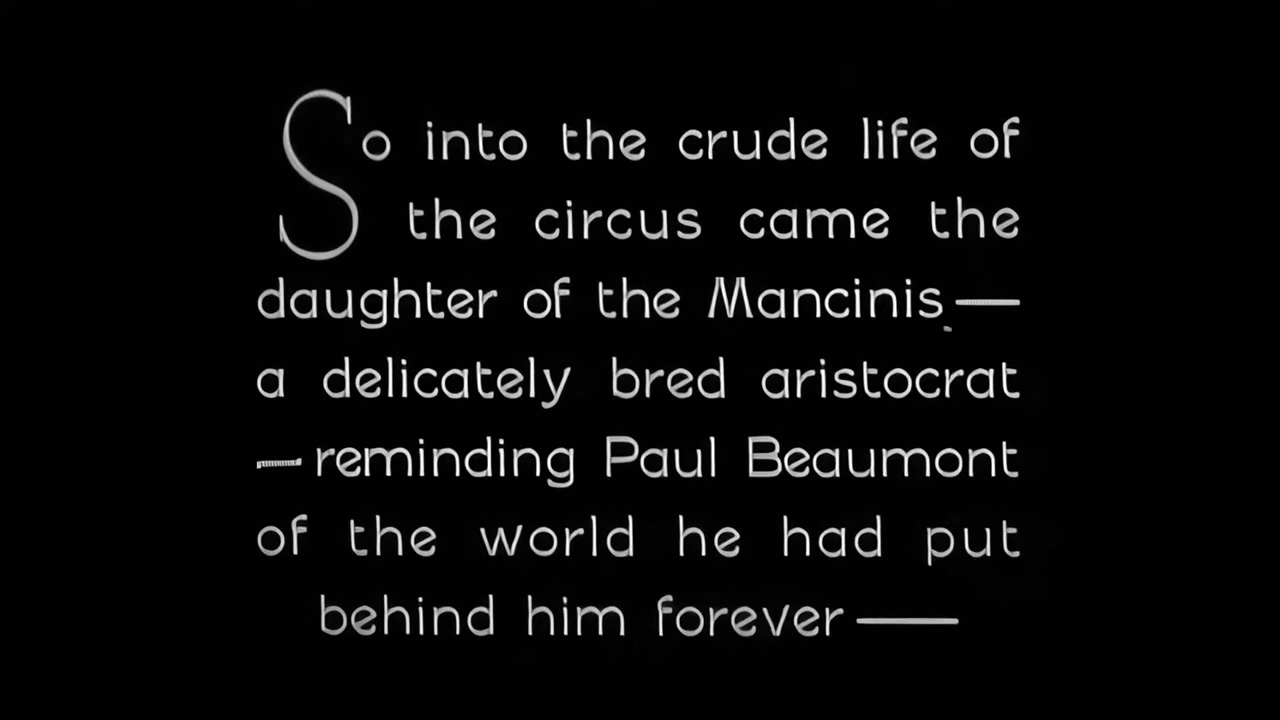 So into the crude life of
the circus came the
daughter of the Mancinis—
a delicately bred aristocrat
—reminding Paul Beaumont
of the world he had put
behind him forever—